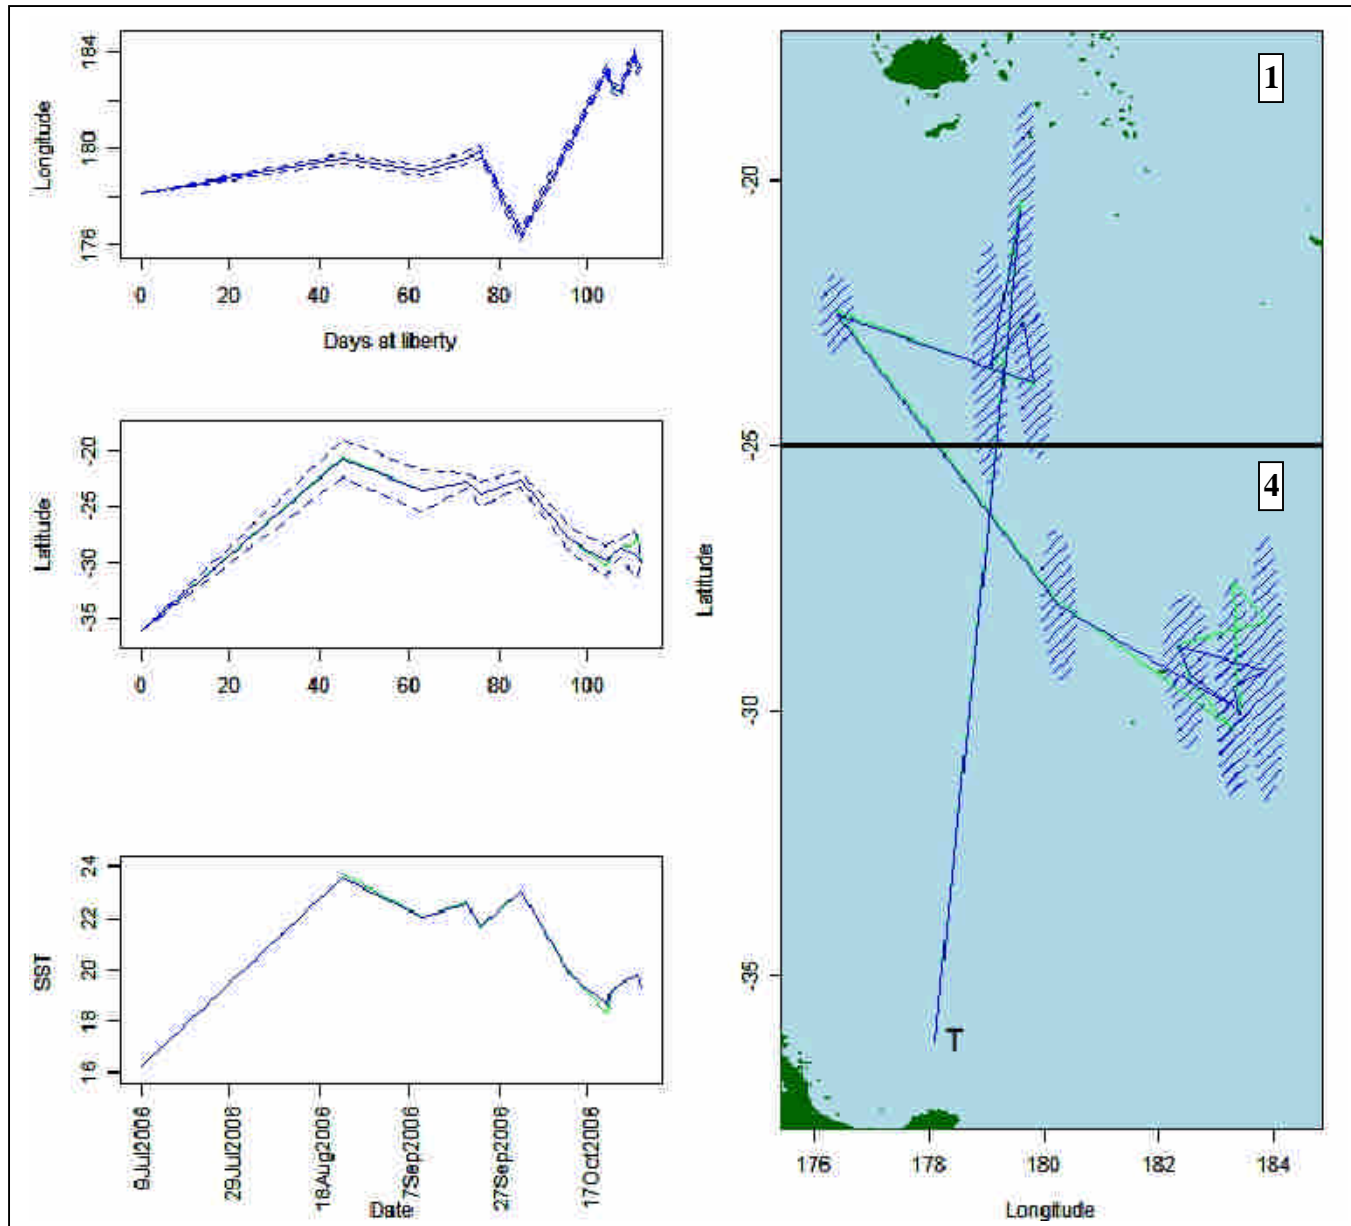 184
180
176
Longitude
0 20 40 60 80 100
Days at liberty
-20
-25
-30
-35
Latitude
0 20 40 60 80 100
24
22
20
18
16
SST
9Jul2006
29Jul2006
18Aug2006
7Sep2006
27Sep2006
17Oct2006
Date
1
4
T
-20
-25
-30
-35
Latitude
176 178 180 182 184
Longitude